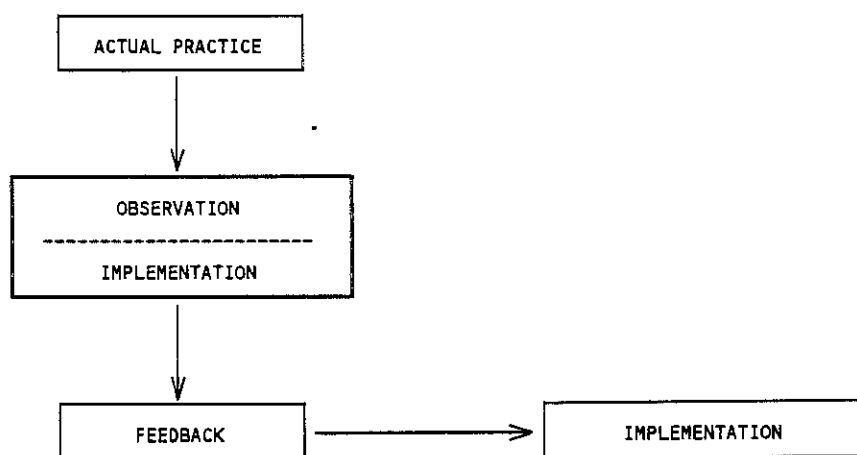 ACTUAL PRACTICE
OBSERVATION
IMPLEMENTATION
FEEDBACK
IMPLEMENTATION